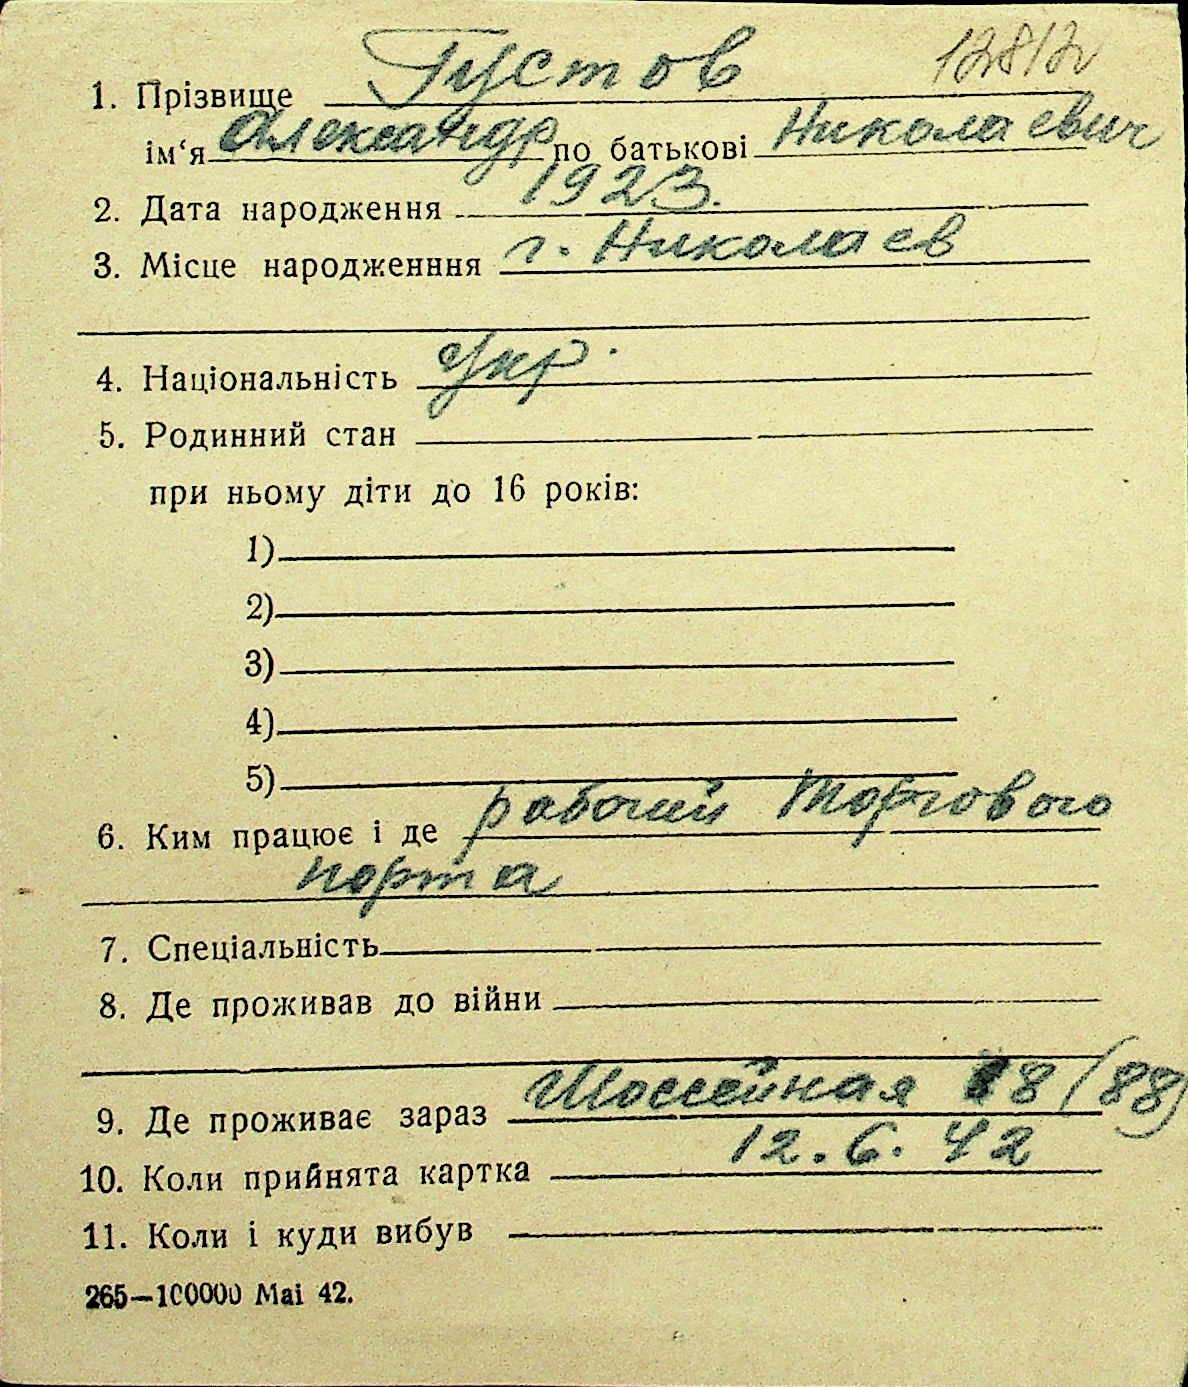 12812
1. Прізвище Густов
ім‘я Александр по батькові Николаевич
2. Дата народження 1923.
3. Місце народженння г. Николаев
4. Національність Укр.
5. Родинний стан
при ньому діти до 16 років:
1)
2)
3)
4)
5)
6. Ким працює і де рабочий Торгового
порта
7. Спеціальність
8. Де проживав до війни
9. Де проживає зараз Шоссейная 8 (88)
10. Коли прийнята картка 12.6.42
11. Коли і куди вибув
265—100000 Mai 42.